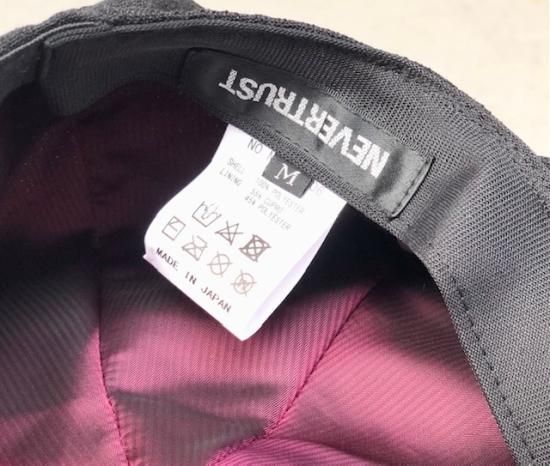 NEVERTRUST
M
NO
SHELL 100% POLYESTER
LINING 55% CUPRO
45% POLYESTER
MADE IN JAPAN